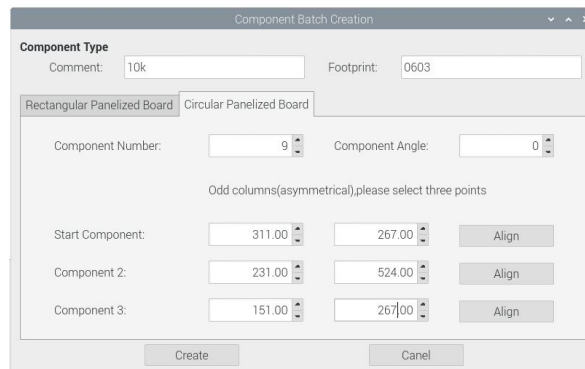 Component Batch Creation
Component Type
Comment: 10k Footprint: 0603
Rectangular Panelized Board Circular Panelized Board
Component Number: 9 Component Angle: 0
Odd columns(asymmetrical),please select three points
Start Component: 311.00 267.00 Align
Component 2: 231.00 524.00 Align
Component 3: 151.00 267.00 Align
Create Canel